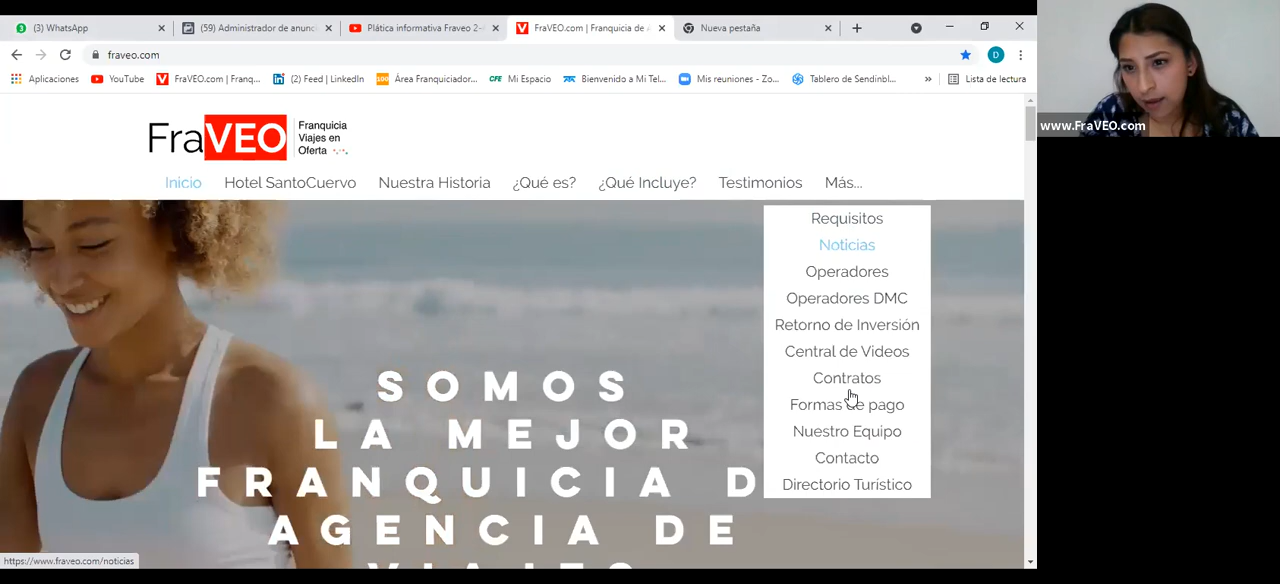 (3) WhatsApp
(59) Administrador de anunc
Plática informativa Fraveo 2-
FraVEO.com | Franquicia de A
Nueva pestaña
fraveo.com
D
Aplicaciones
YouTube
FraVEO.com | Franq...
(2) Feed | LinkedIn
Área Franquiciador...
CFE Mi Espacio
Bienvenido a Mi Tel...
Mis reuniones - Zo...
Tablero de Sendinbl...
»
Lista de lectura
www.FraVEO.com
FraVEO
Franquicia
Viajes en
Oferta
Inicio
Hotel SantoCuervo
Nuestra Historia
¿Qué es?
¿Qué Incluye?
Testimonios
Más...
Requisitos
Noticias
Operadores
Operadores DMC
Retorno de Inversión
Central de Videos
Contratos
Formas de pago
Nuestro Equipo
Contacto
Directorio Turístico
SOMOS
LA MEJOR
FRANQUICIA D
AGENCIA DE
VIAJES
https://www.fraveo.com/noticias